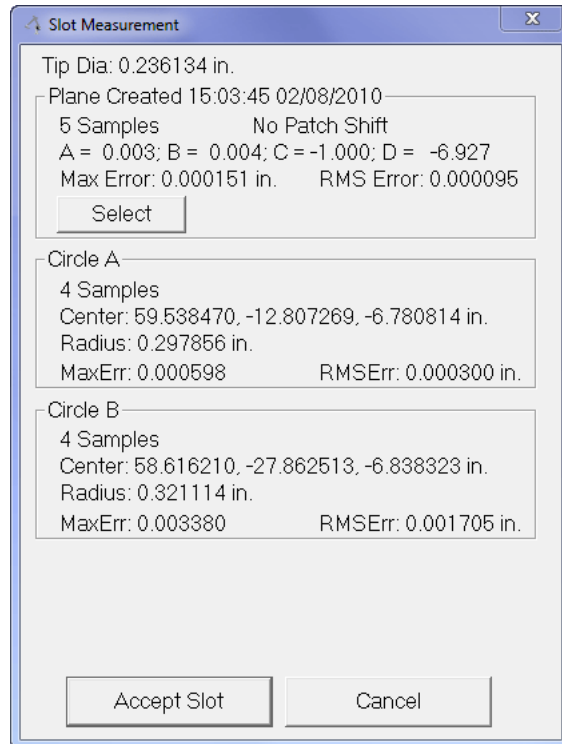 Slot Measurement
Tip Dia: 0.236134 in.
Plane Created 15:03:45 02/08/2010
5 Samples No Patch Shift
A = 0.003; B = 0.004; C = -1.000; D = -6.927
Max Error: 0.000151 in. RMS Error: 0.000095
Select
Circle A
4 Samples
Center: 59.538470, -12.807269, -6.780814 in.
Radius: 0.297856 in.
MaxErr: 0.000598 RMSErr: 0.000300 in.
Circle B
4 Samples
Center: 58.616210, -27.862513, -6.838323 in.
Radius: 0.321114 in.
MaxErr: 0.003380 RMSErr: 0.001705 in.
Accept Slot Cancel